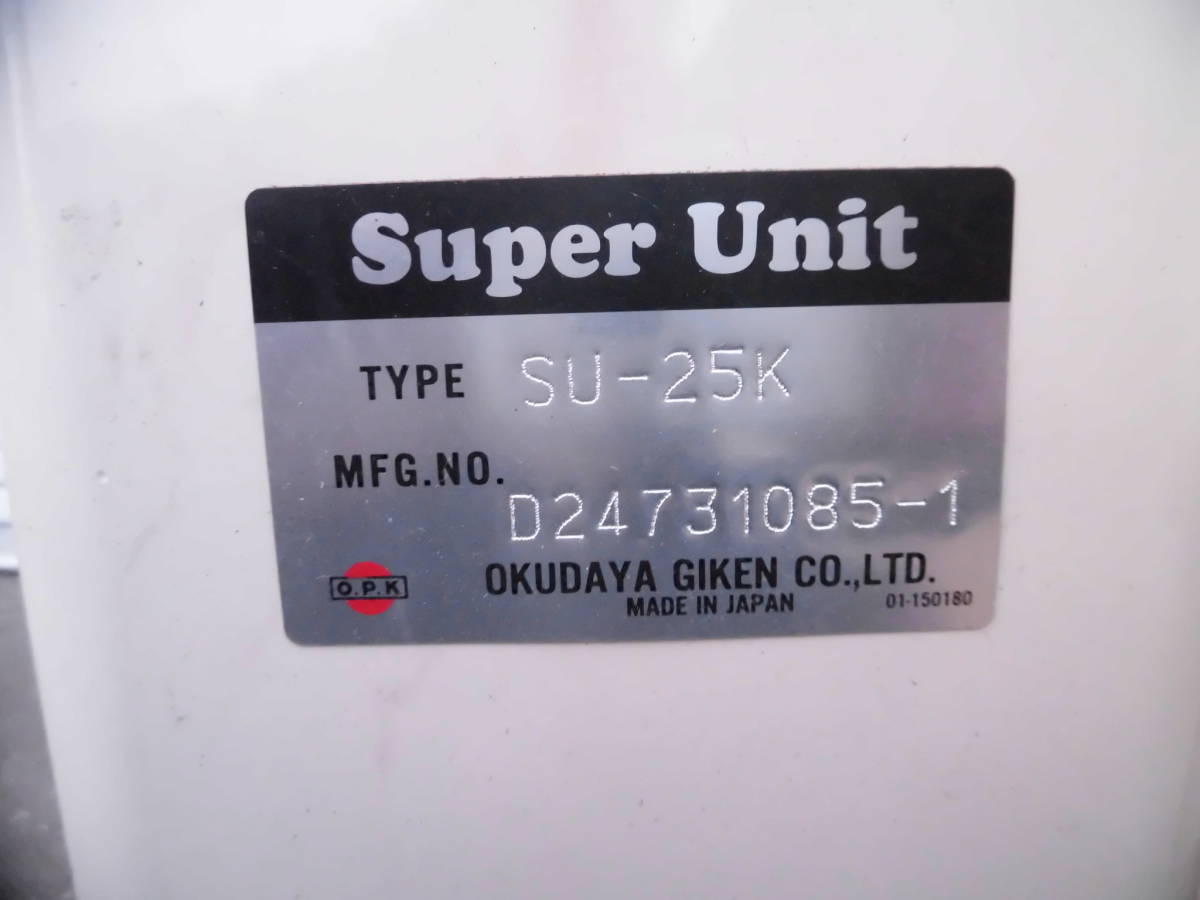 Super Unit
TYPE SU-25K
MFG.NO. D24731085-1
O.P.K
OKUDAYA GIKEN CO.,LTD.
MADE IN JAPAN 01-150180